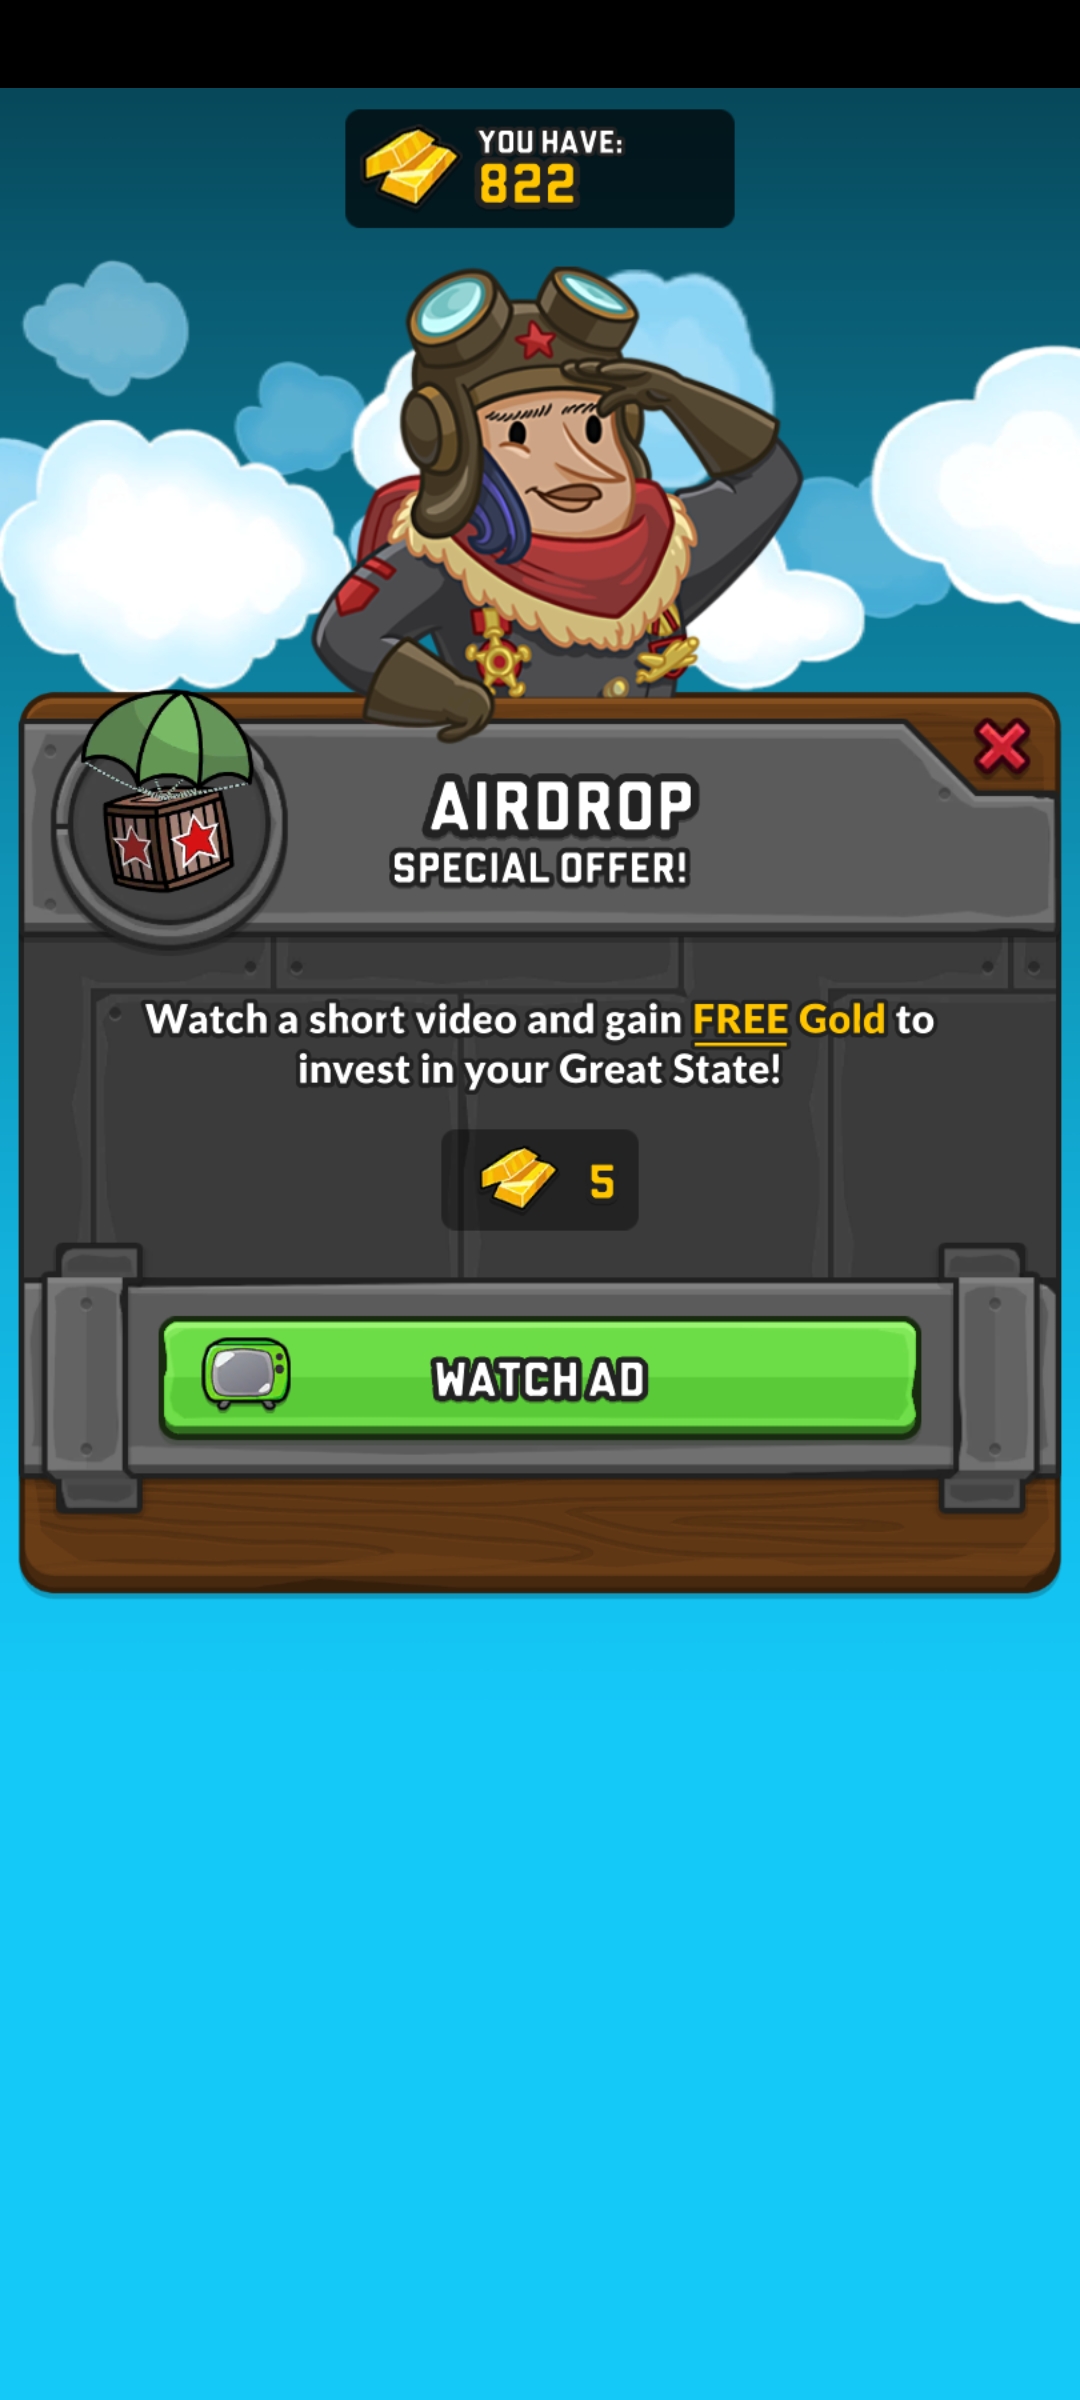 YOU HAVE:
822
AIRDROP
SPECIAL OFFER!
Watch a short video and gain FREE Gold to
invest in your Great State!
5
WATCH AD